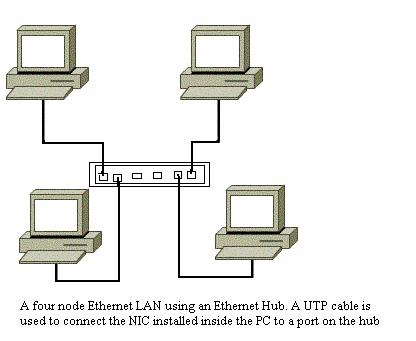 A four node Ethernet LAN using an Ethernet Hub. A UTP cable is
used to connect the NIC installed inside the PC to a port on the hub